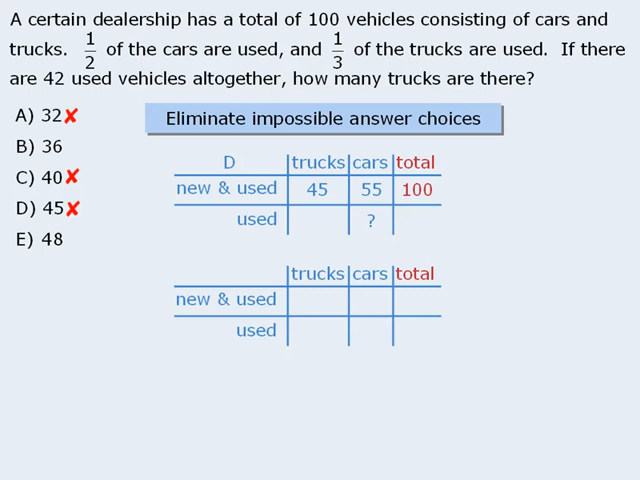 A certain dealership has a total of 100 vehicles consisting of cars and
trucks. 1/2 of the cars are used, and 1/3 of the trucks are used. If there
are 42 used vehicles altogether, how many trucks are there?
A) 32 ✘
B) 36
C) 40 ✘
D) 45 ✘
E) 48
Eliminate impossible answer choices
D trucks cars total
new & used 45 55 100
used ?
trucks cars total
new & used
used